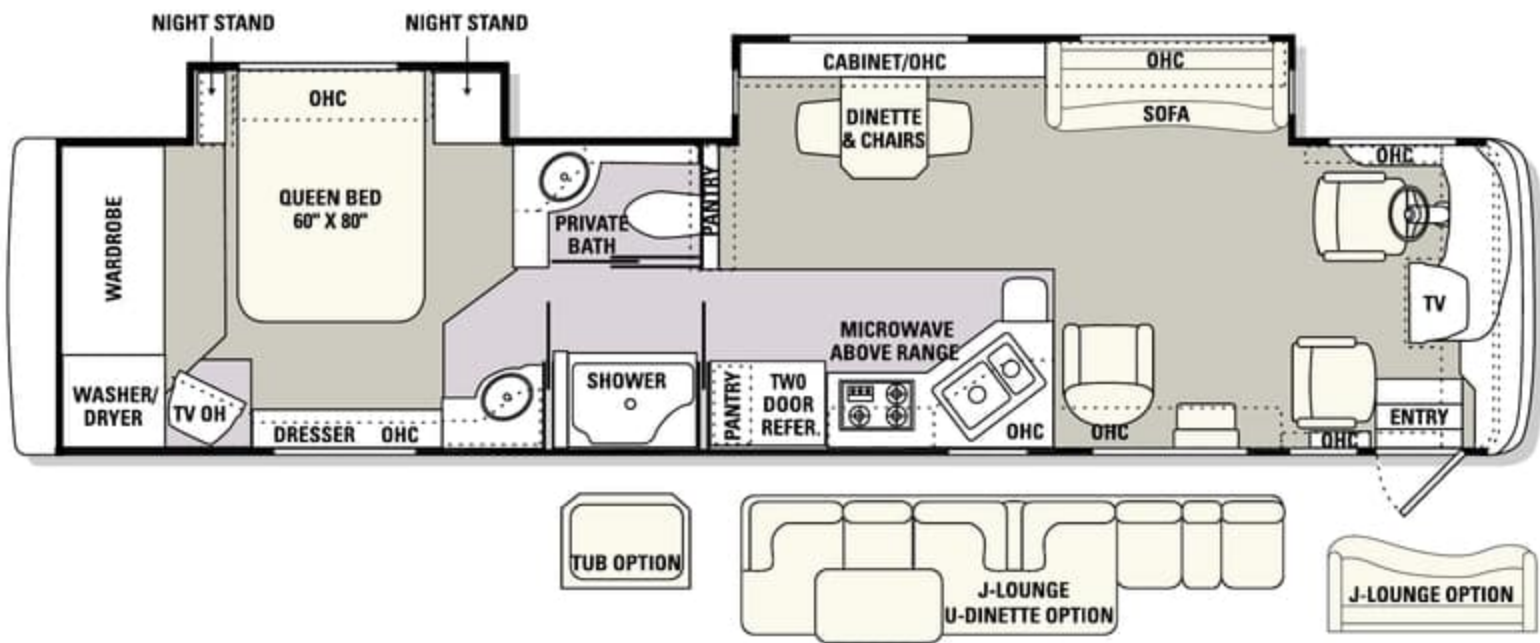 NIGHT STAND
NIGHT STAND
OHC
QUEEN BED
60" X 80"
WARDROBE
WASHER/
DRYER
TV OH
DRESSER OHC
PRIVATE
BATH
PANTRY
SHOWER
CABINET/OHC
DINETTE
& CHAIRS
OHC
SOFA
OHC
TV
MICROWAVE
ABOVE RANGE
PANTRY
TWO
DOOR
REFER.
OHC
OHC
OHC
ENTRY
TUB OPTION
J-LOUNGE
U-DINETTE OPTION
J-LOUNGE OPTION